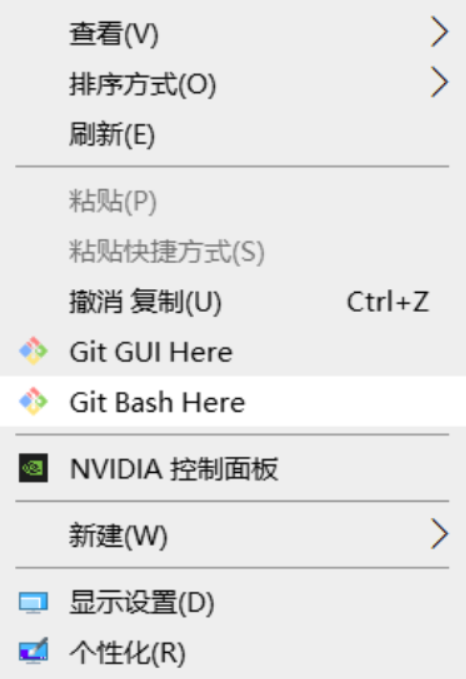 查看(V)
排序方式(O)
刷新(E)
粘贴(P)
粘贴快捷方式(S)
撤消 复制(U) Ctrl+Z
Git GUI Here
Git Bash Here
NVIDIA 控制面板
新建(W)
显示设置(D)
个性化(R)